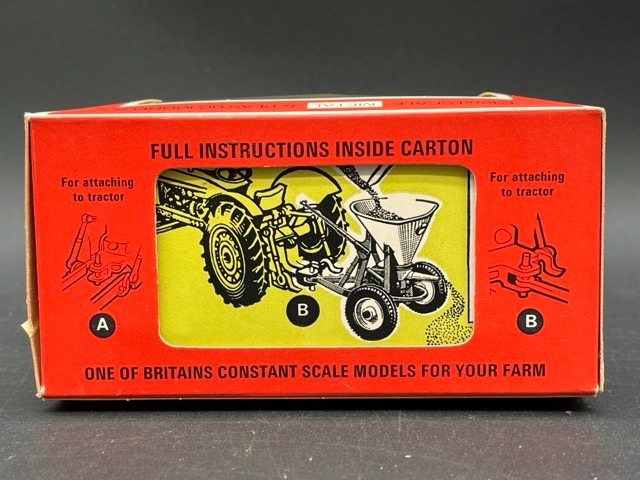 METAL
FULL INSTRUCTIONS INSIDE CARTON
For attaching
to tractor
For attaching
to tractor
B
A
B
ONE OF BRITAINS CONSTANT SCALE MODELS FOR YOUR FARM